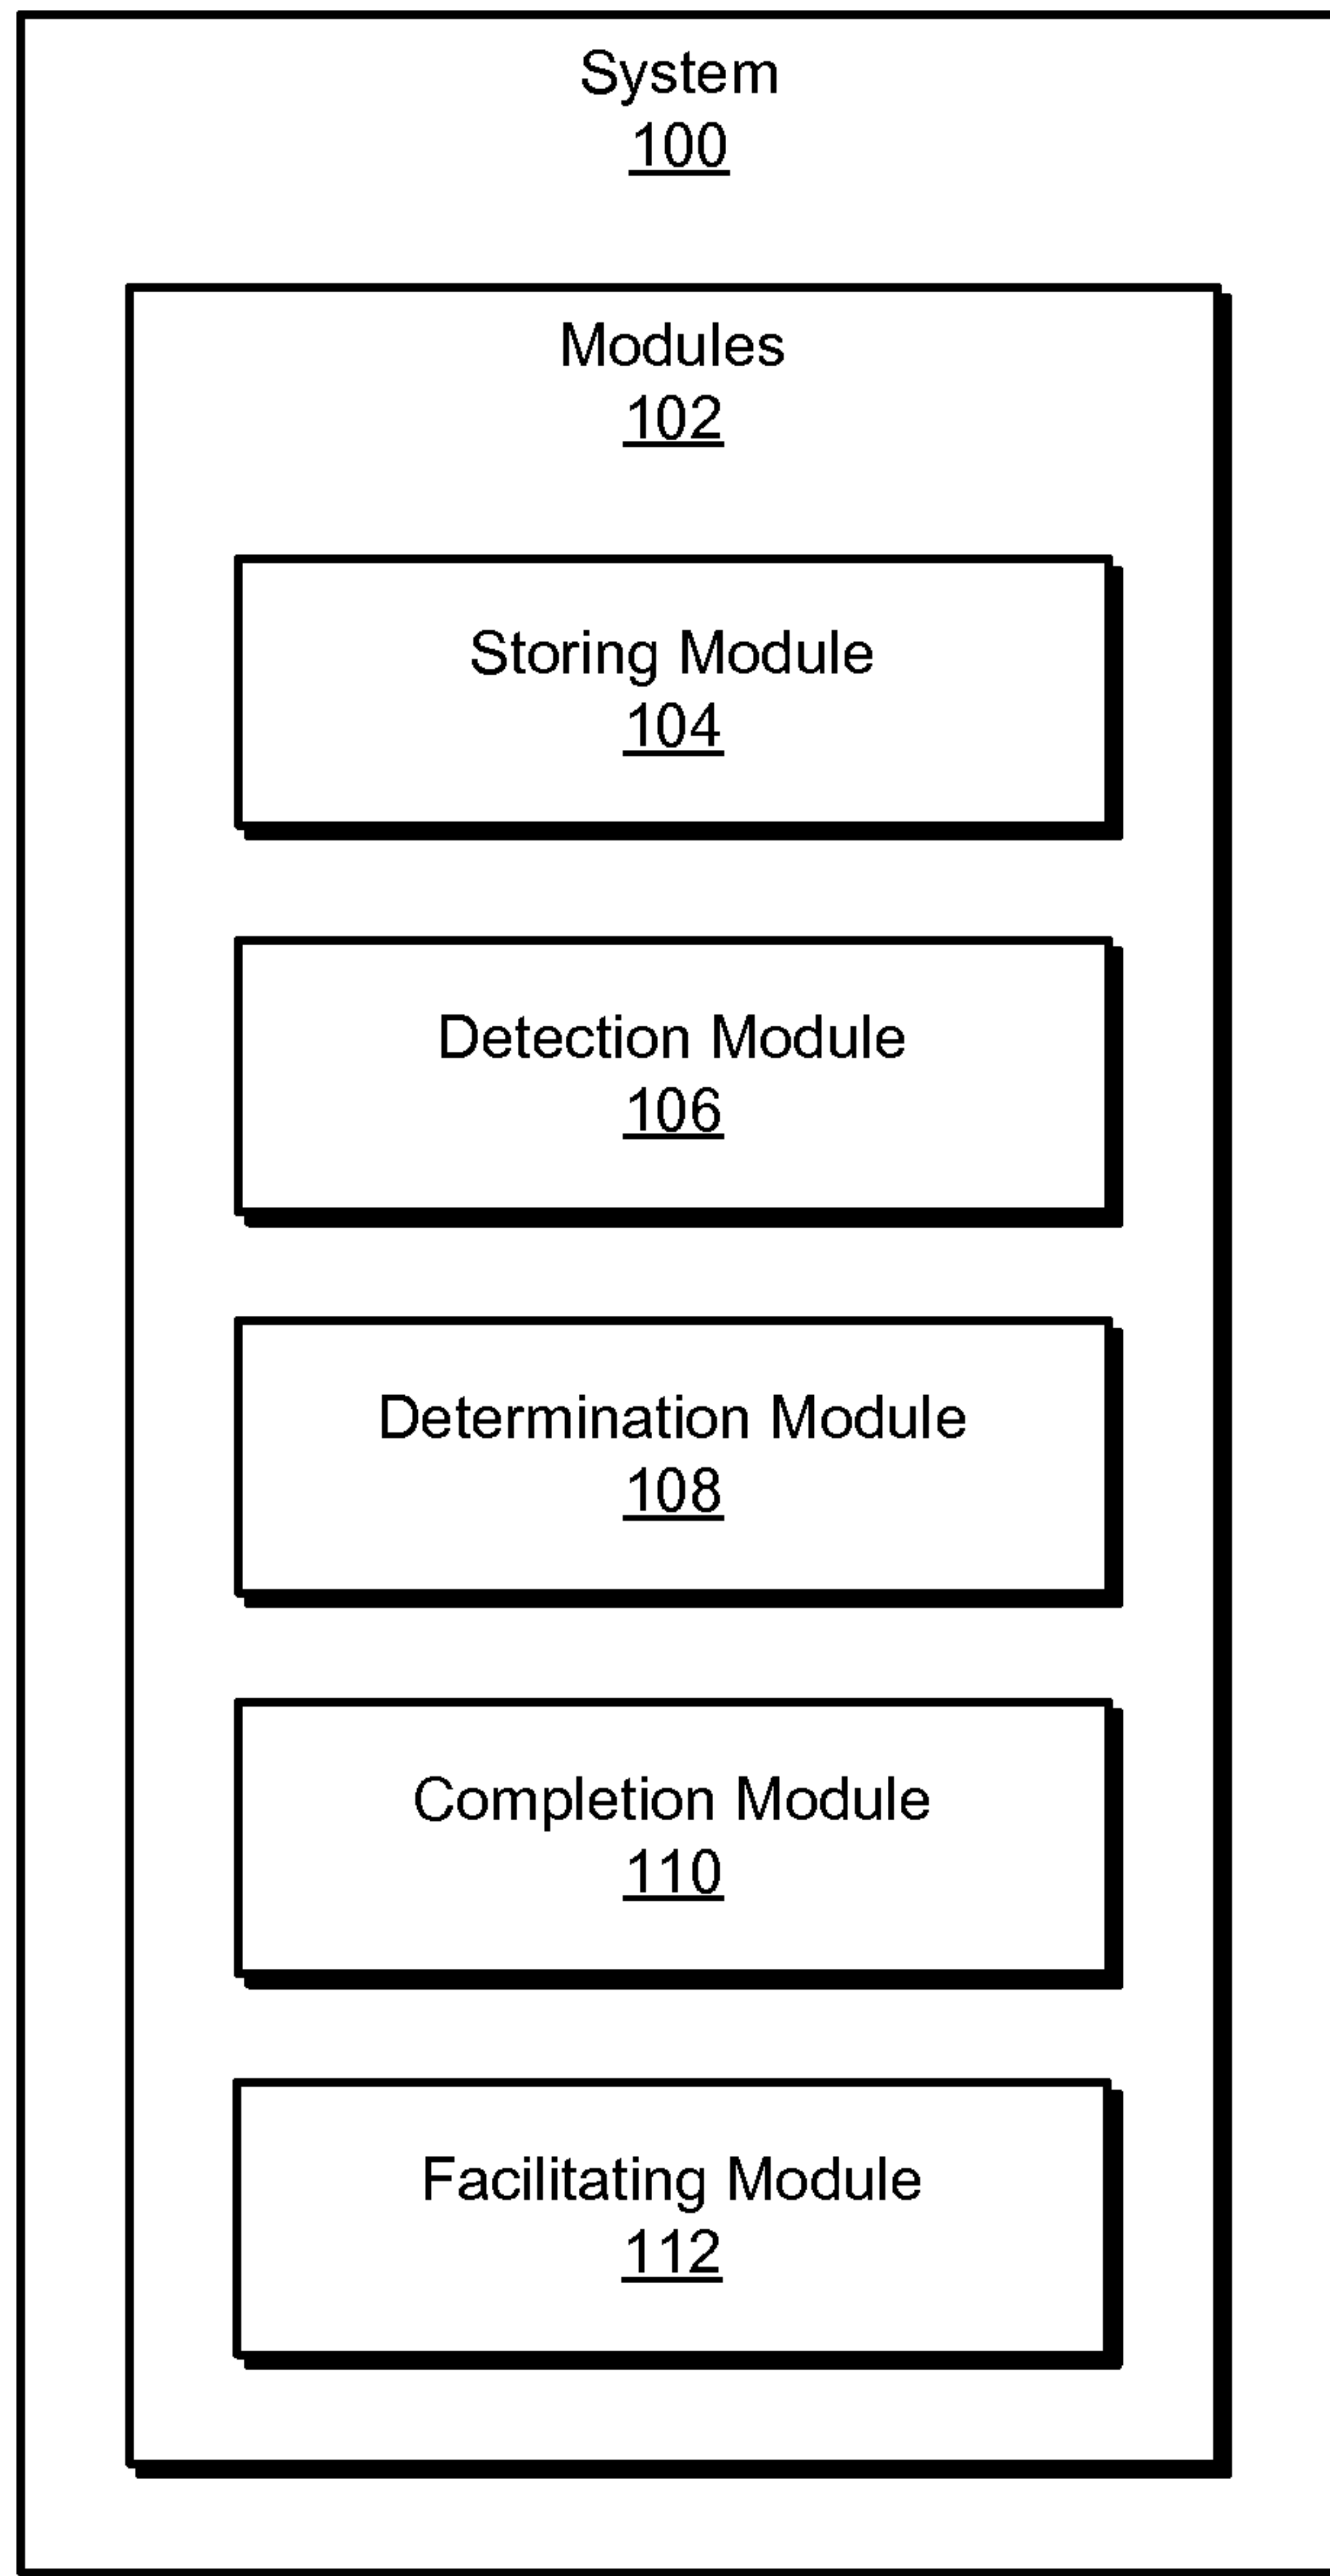 System
100
Modules
102
Storing Module
104
Detection Module
106
Determination Module
108
Completion Module
110
Facilitating Module
112